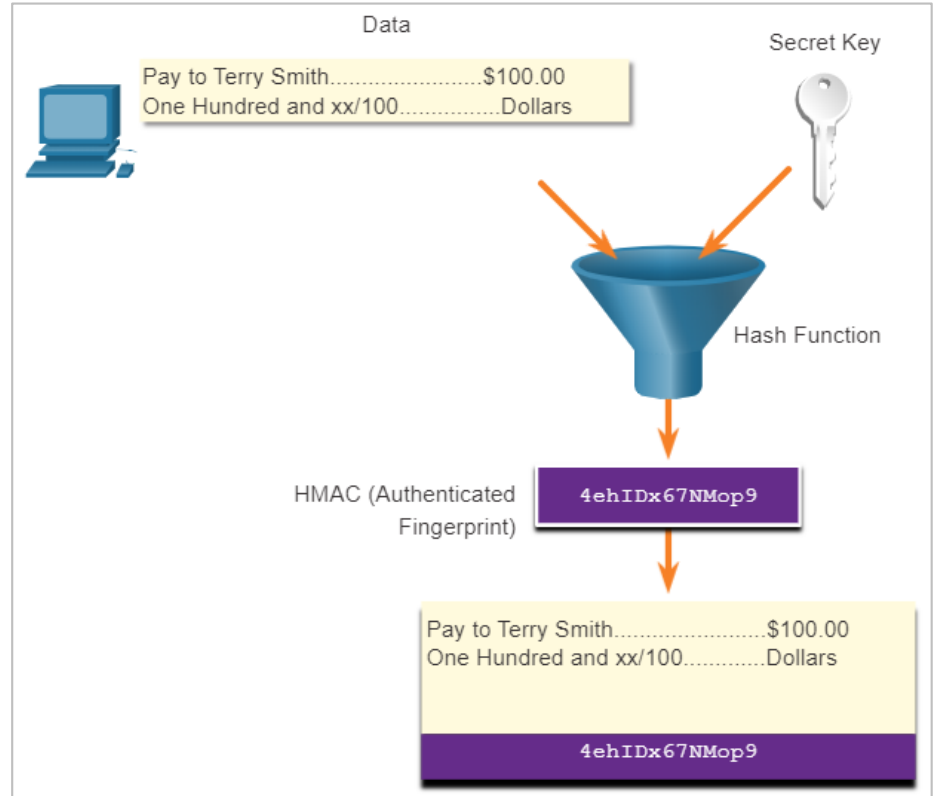 Data
Secret Key
Pay to Terry Smith........................$100.00
One Hundred and xx/100................Dollars
Hash Function
HMAC (Authenticated
Fingerprint)
4ehIDx67NMop9
Pay to Terry Smith........................$100.00
One Hundred and xx/100.............Dollars
4ehIDx67NMop9